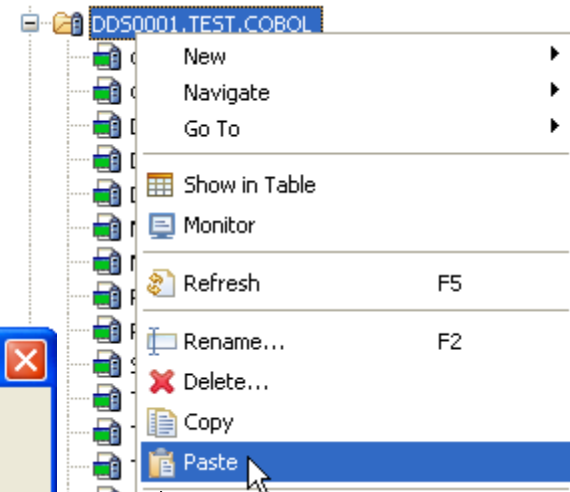 DDS0001.TEST.COBOL
New
Navigate
Go To
Show in Table
Monitor
Refresh F5
Rename... F2
Delete...
Copy
Paste